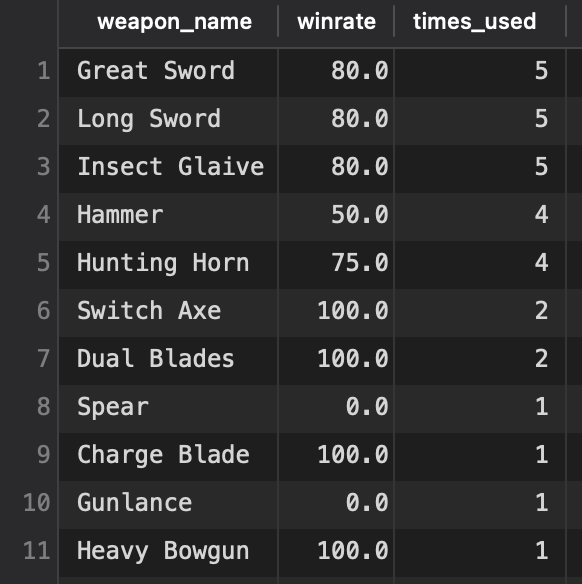 weapon_name winrate times_used
1 Great Sword 80.0 5
2 Long Sword 80.0 5
3 Insect Glaive 80.0 5
4 Hammer 50.0 4
5 Hunting Horn 75.0 4
6 Switch Axe 100.0 2
7 Dual Blades 100.0 2
8 Spear 0.0 1
9 Charge Blade 100.0 1
10 Gunlance 0.0 1
11 Heavy Bowgun 100.0 1